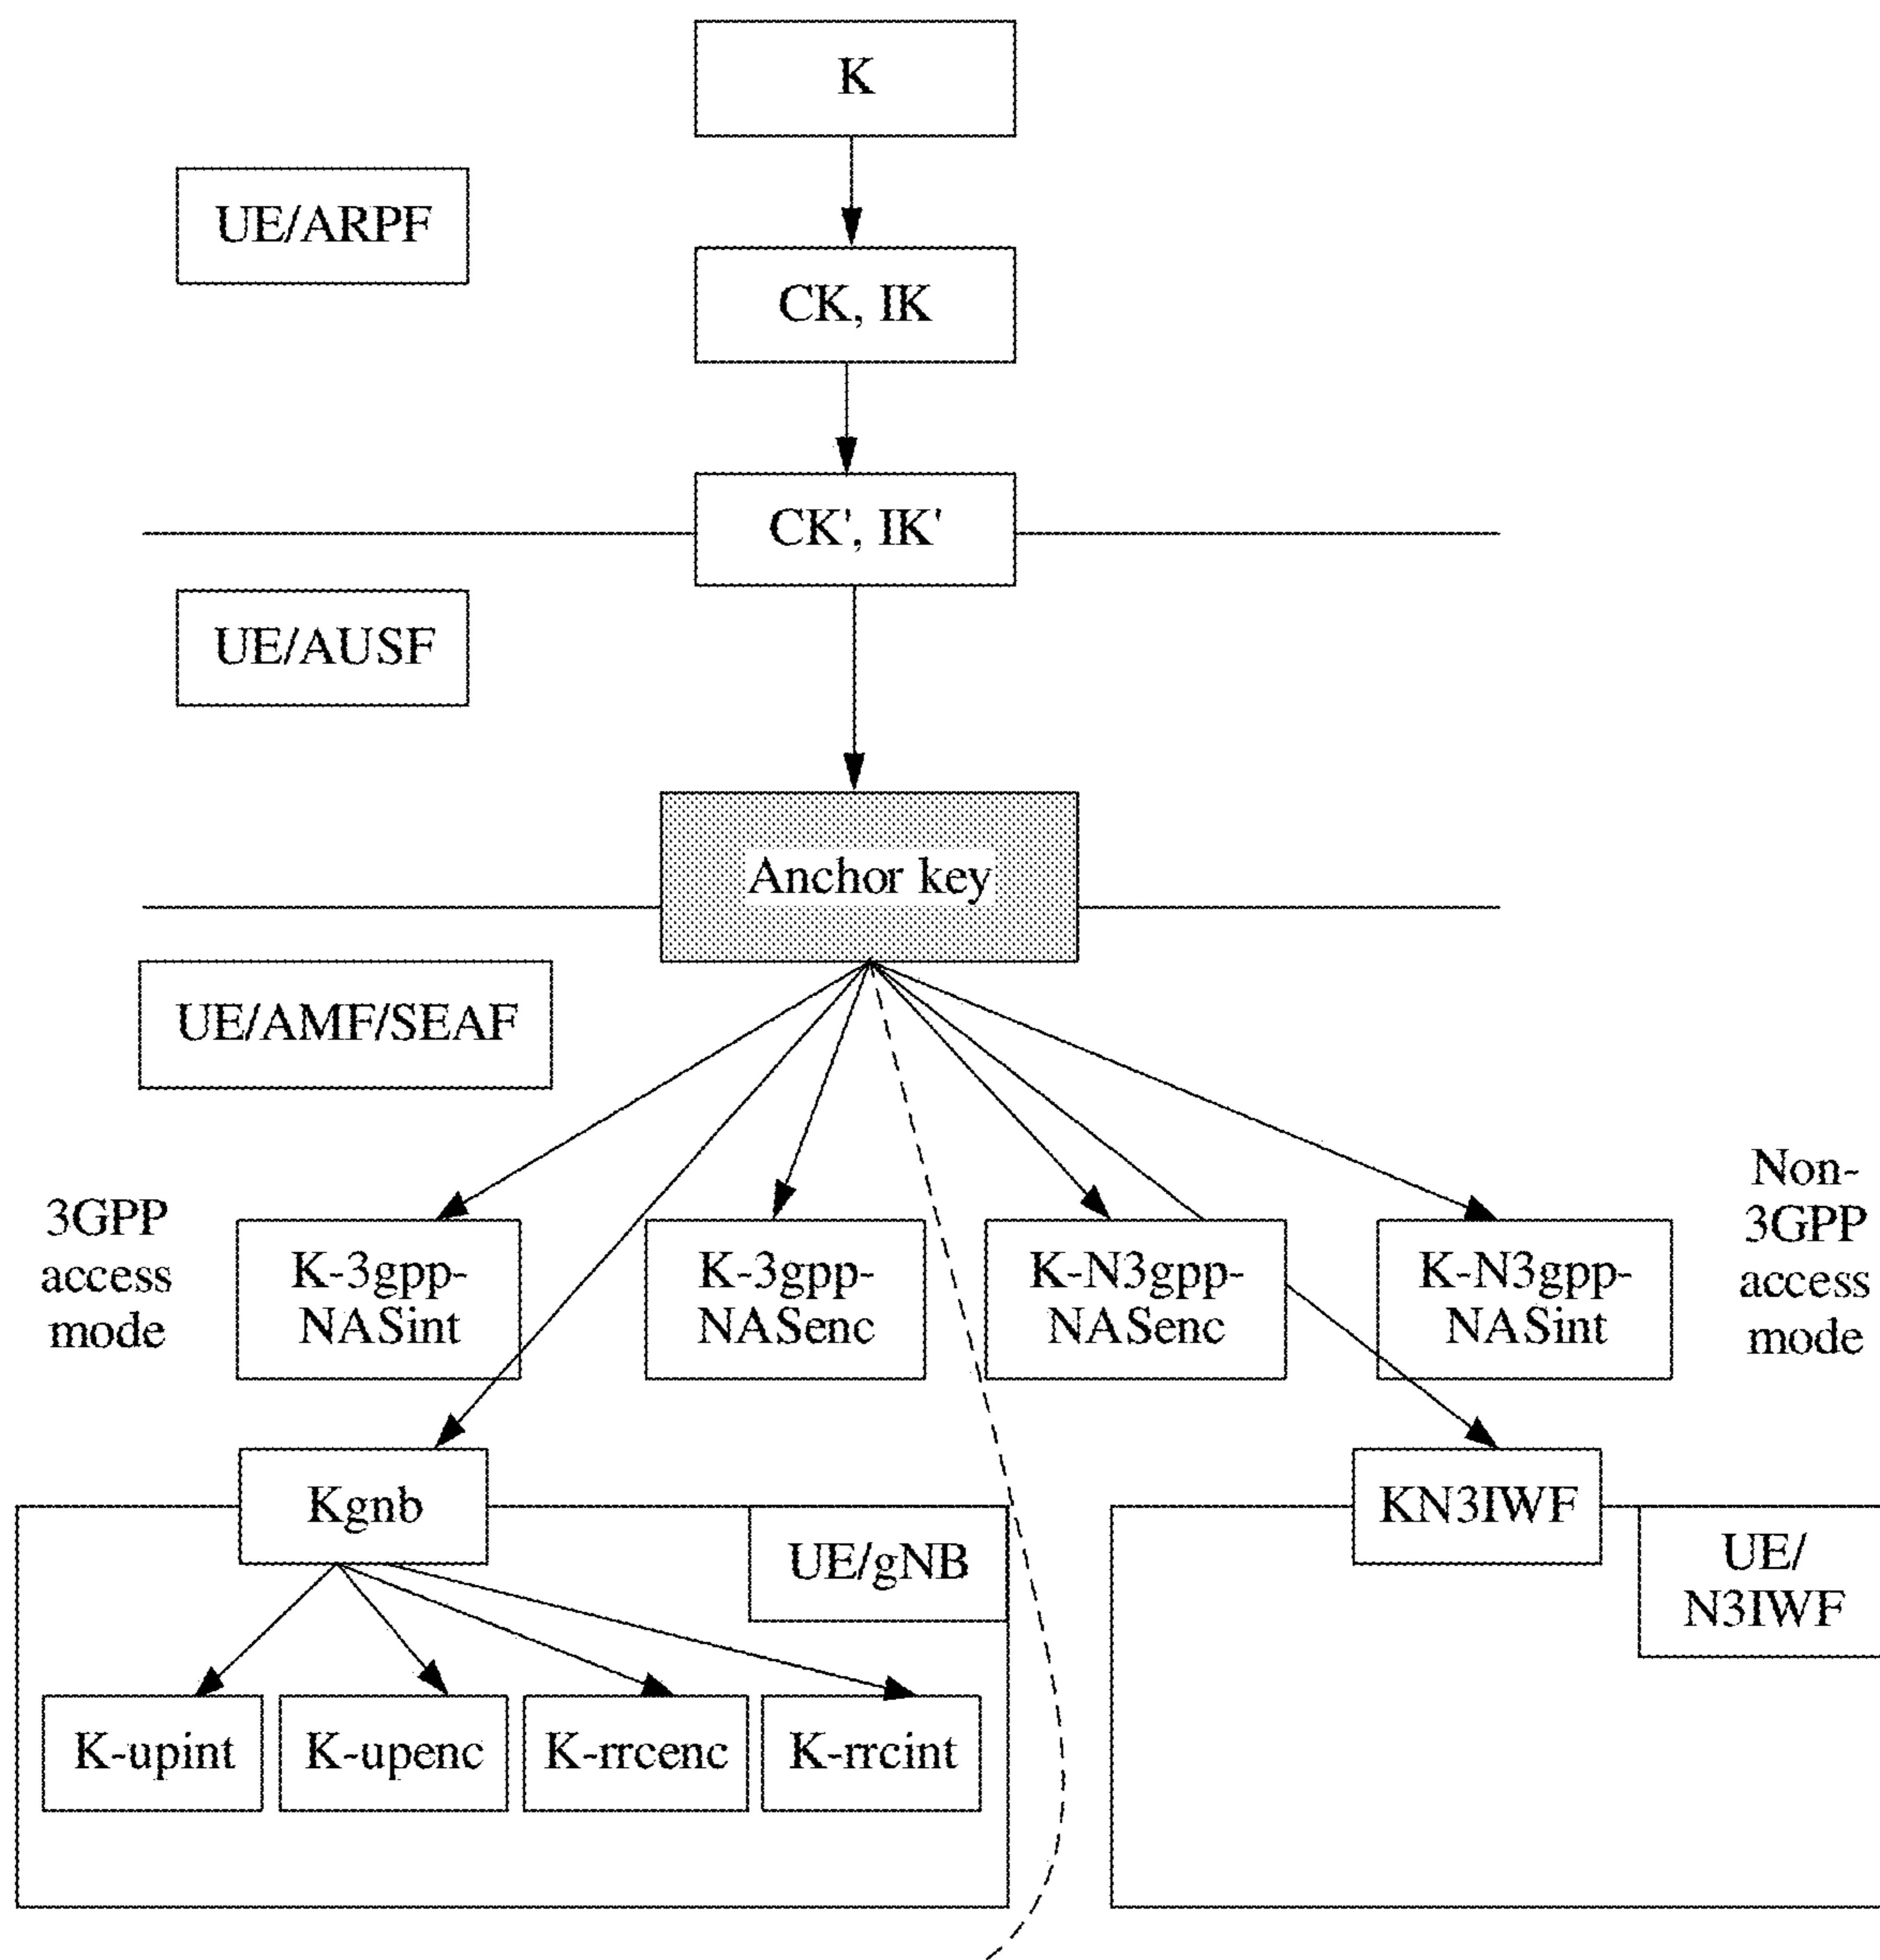 K
UE/ARPF
CK, IK
CK', IK'
UE/AUSF
Anchor key
UE/AMF/SEAF
3GPP
access
mode
K-3gpp-
NASint
K-3gpp-
NASenc
K-N3gpp-
NASenc
K-N3gpp-
NASint
Non-
3GPP
access
mode
Kgnb
UE/gNB
KN3IWF
UE/
N3IWF
K-upint
K-upenc
K-rrcenc
K-rrcint